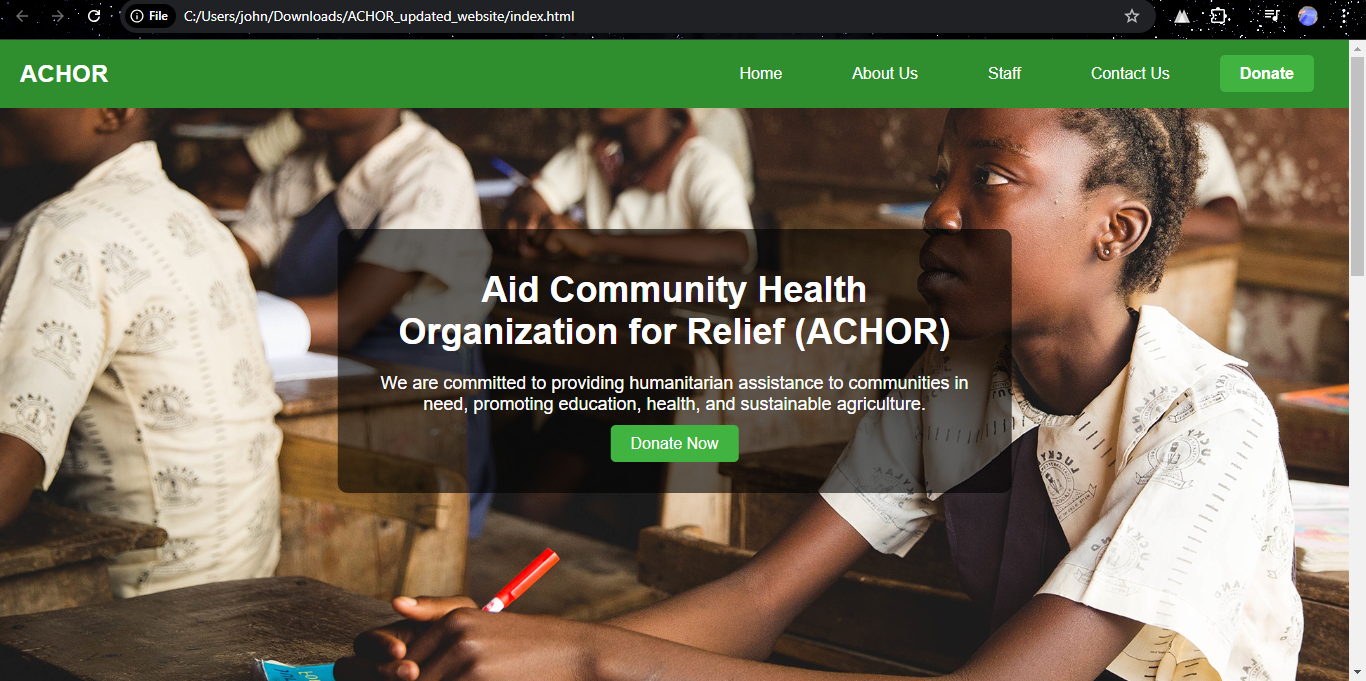 File C:/Users/john/Downloads/ACHOR_updated_website/index.html
ACHOR Home About Us Staff Contact Us Donate
Aid Community Health
Organization for Relief (ACHOR)
We are committed to providing humanitarian assistance to communities in
need, promoting education, health, and sustainable agriculture.
Donate Now
LUCKY